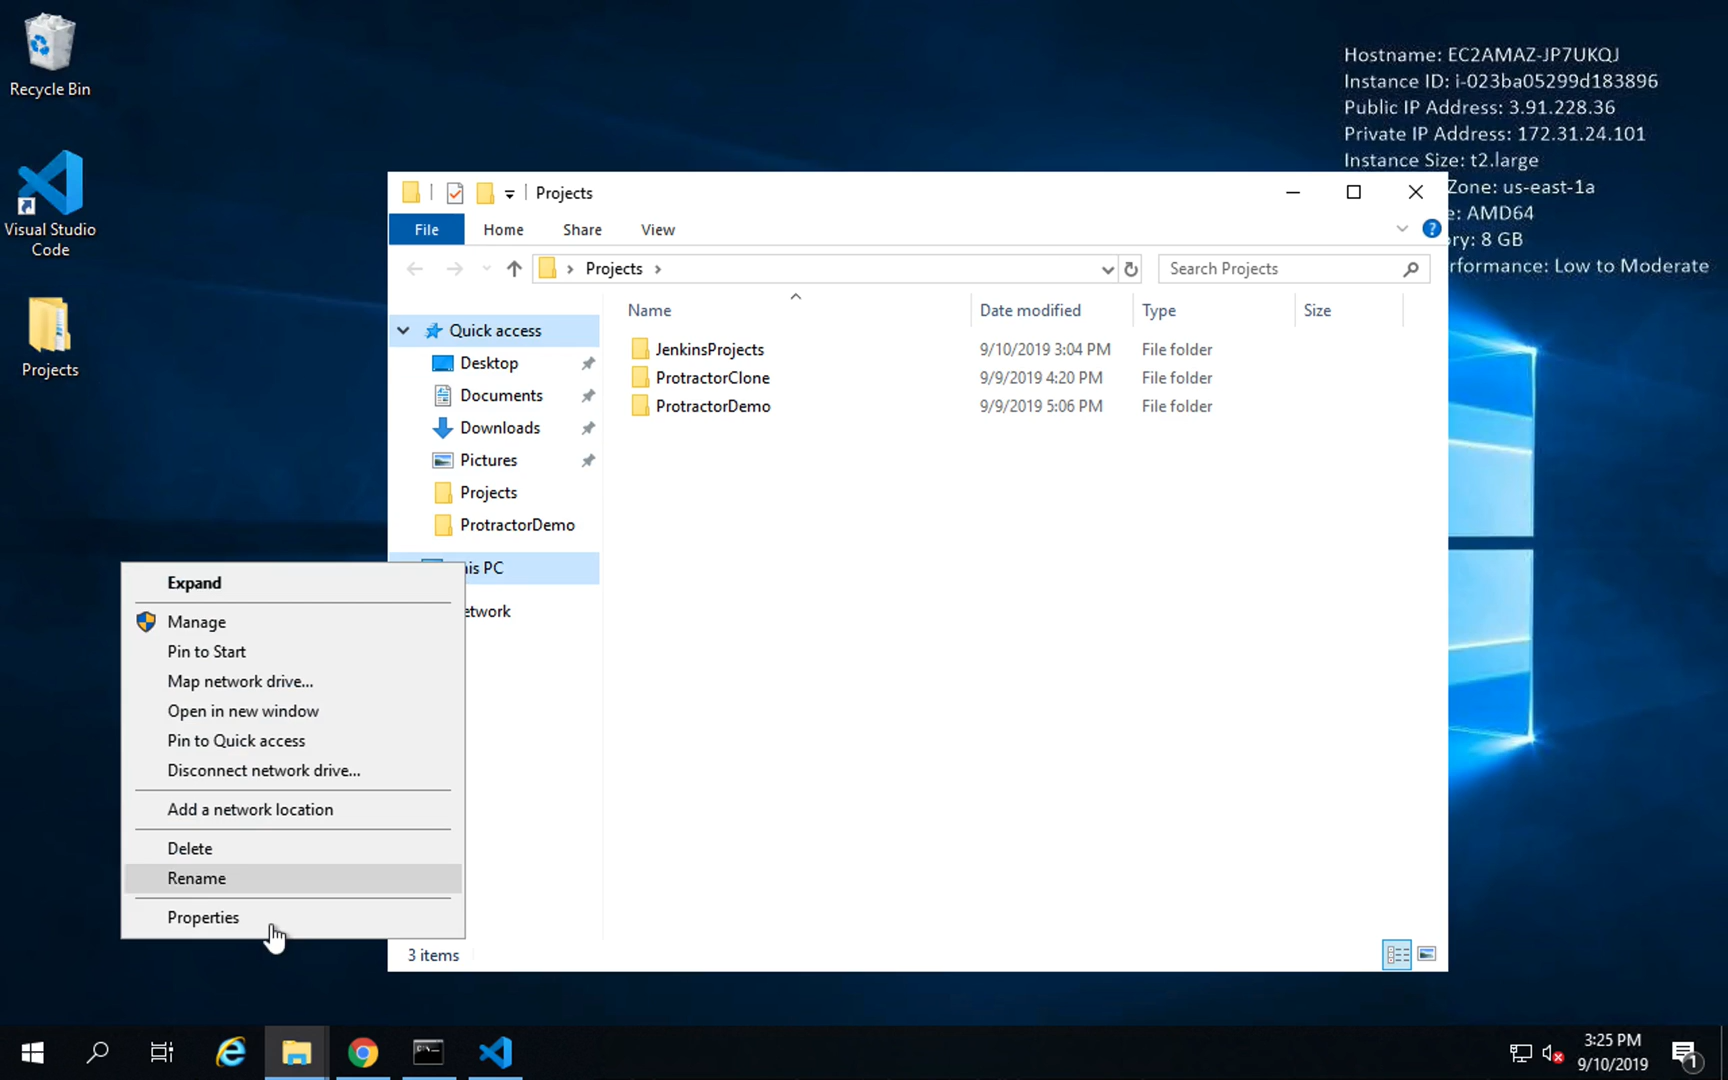 Recycle Bin
Visual Studio
Code
Projects
Hostname: EC2AMAZ-JP7UKQJ
Instance ID: i-023ba05299d183896
Public IP Address: 3.91.228.36
Private IP Address: 172.31.24.101
Instance Size: t2.large
Zone: us-east-1a
e: AMD64
ry: 8 GB
rformance: Low to Moderate
Projects
File Home Share View
Projects
Search Projects
Name Date modified Type Size
Quick access
Desktop
Documents
Downloads
Pictures
Projects
ProtractorDemo
is PC
etwork
JenkinsProjects 9/10/2019 3:04 PM File folder
ProtractorClone 9/9/2019 4:20 PM File folder
ProtractorDemo 9/9/2019 5:06 PM File folder
Expand
Manage
Pin to Start
Map network drive...
Open in new window
Pin to Quick access
Disconnect network drive...
Add a network location
Delete
Rename
Properties
3 items
3:25 PM
9/10/2019
1